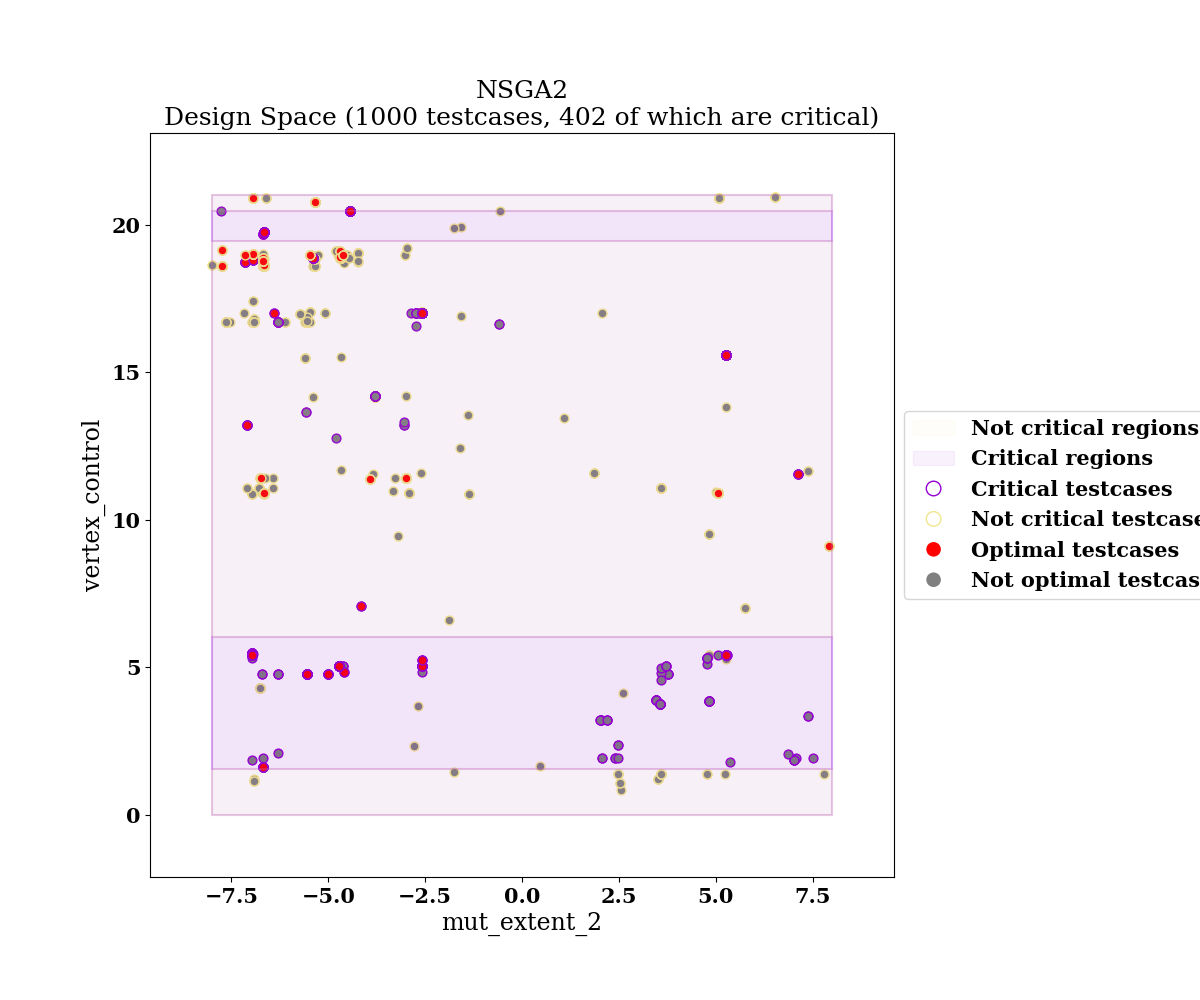 NSGA2
Design Space (1000 testcases, 402 of which are critical)
vertex_control
20
15
10
5
0
−7.5
−5.0
−2.5
0.0
2.5
5.0
7.5
mut_extent_2
Not critical regions
Critical regions
Critical testcases
Not critical testcase
Optimal testcases
Not optimal testcas